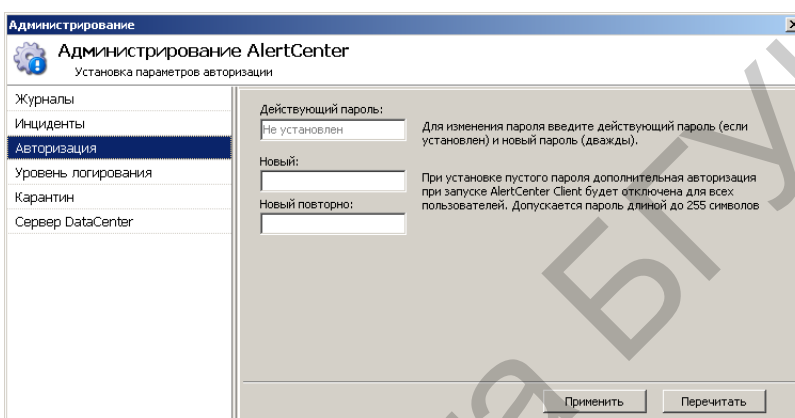 Администрирование
Администрирование AlertCenter
Установка параметров авторизации
Журналы
Инциденты
Авторизация
Уровень логирования
Карантин
Сервер DataCenter
Действующий пароль:
Не установлен
Для изменения пароля введите действующий пароль (если
установлен) и новый пароль (дважды).
Новый:
При установке пустого пароля дополнительная авторизация
при запуске AlertCenter Client будет отключена для всех
пользователей. Допускается пароль длиной до 255 символов
Новый повторно:
Применить
Перечитать